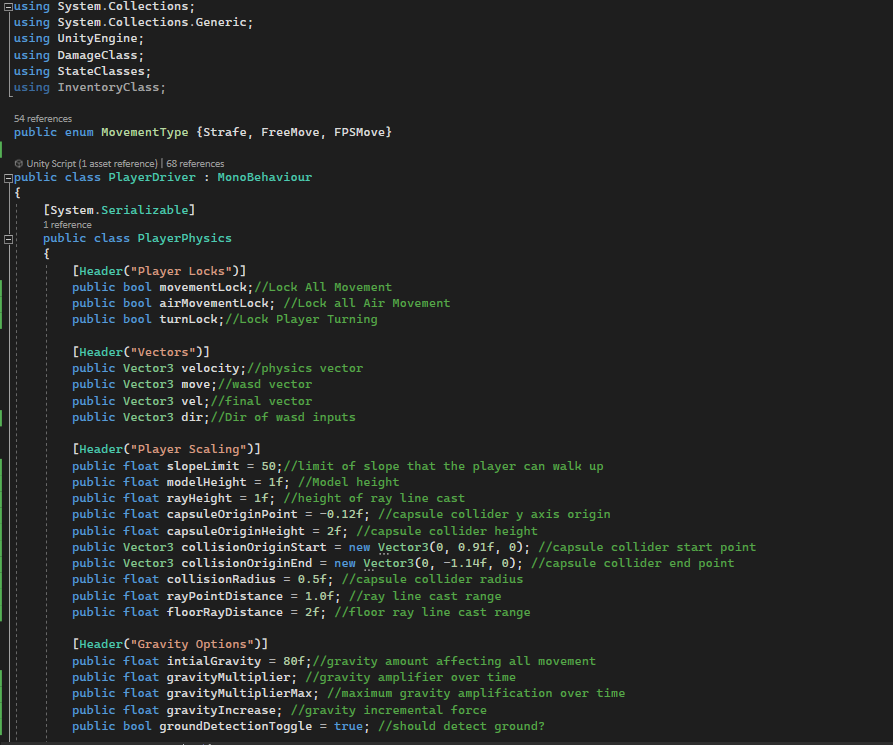 using System.Collections;
using System.Collections.Generic;
using UnityEngine;
using DamageClass;
using StateClasses;
using InventoryClass;
54 references
public enum MovementType {Strafe, FreeMove, FPSMove}
Unity Script (1 asset reference) | 68 references
public class PlayerDriver : MonoBehaviour
{
[System.Serializable]
1 reference
public class PlayerPhysics
{
[Header("Player Locks")]
public bool movementLock;//Lock All Movement
public bool airMovementLock; //Lock all Air Movement
public bool turnLock;//Lock Player Turning
[Header("Vectors")]
public Vector3 velocity;//physics vector
public Vector3 move;//wasd vector
public Vector3 vel;//final vector
public Vector3 dir;//Dir of wasd inputs
[Header("Player Scaling")]
public float slopeLimit = 50;//limit of slope that the player can walk up
public float modelHeight = 1f; //Model height
public float rayHeight = 1f; //height of ray line cast
public float capsuleOriginPoint = -0.12f; //capsule collider y axis origin
public float capsuleOriginHeight = 2f; //capsule collider height
public Vector3 collisionOriginStart = new Vector3(0, 0.91f, 0); //capsule collider start point
public Vector3 collisionOriginEnd = new Vector3(0, -1.14f, 0); //capsule collider end point
public float collisionRadius = 0.5f; //capsule collider radius
public float rayPointDistance = 1.0f; //ray line cast range
public float floorRayDistance = 2f; //floor ray line cast range
[Header("Gravity Options")]
public float intialGravity = 80f;//gravity amount affecting all movement
public float gravityMultiplier; //gravity amplifier over time
public float gravityMultiplierMax; //maximum gravity amplification over time
public float gravityIncrease; //gravity incremental force
public bool groundDetectionToggle = true; //should detect ground?